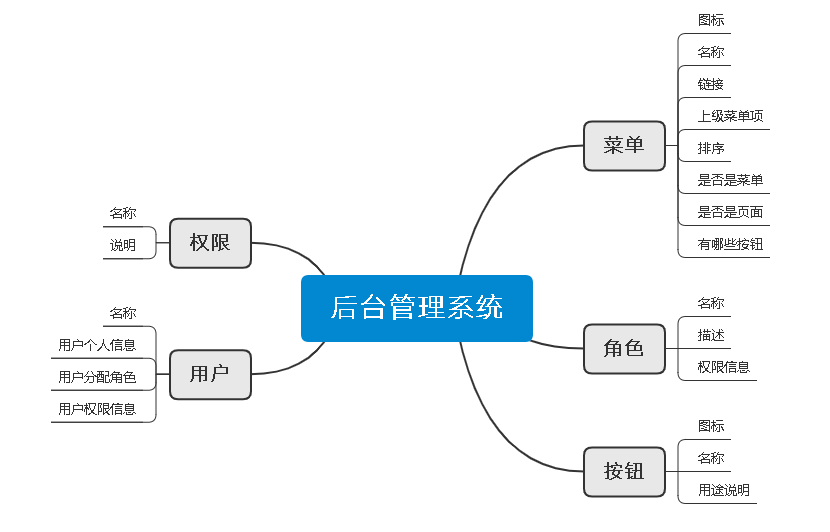 后台管理系统
菜单
图标
名称
链接
上级菜单项
排序
是否是菜单
是否是页面
有哪些按钮
角色
名称
描述
权限信息
按钮
图标
名称
用途说明
权限
名称
说明
用户
名称
用户个人信息
用户分配角色
用户权限信息